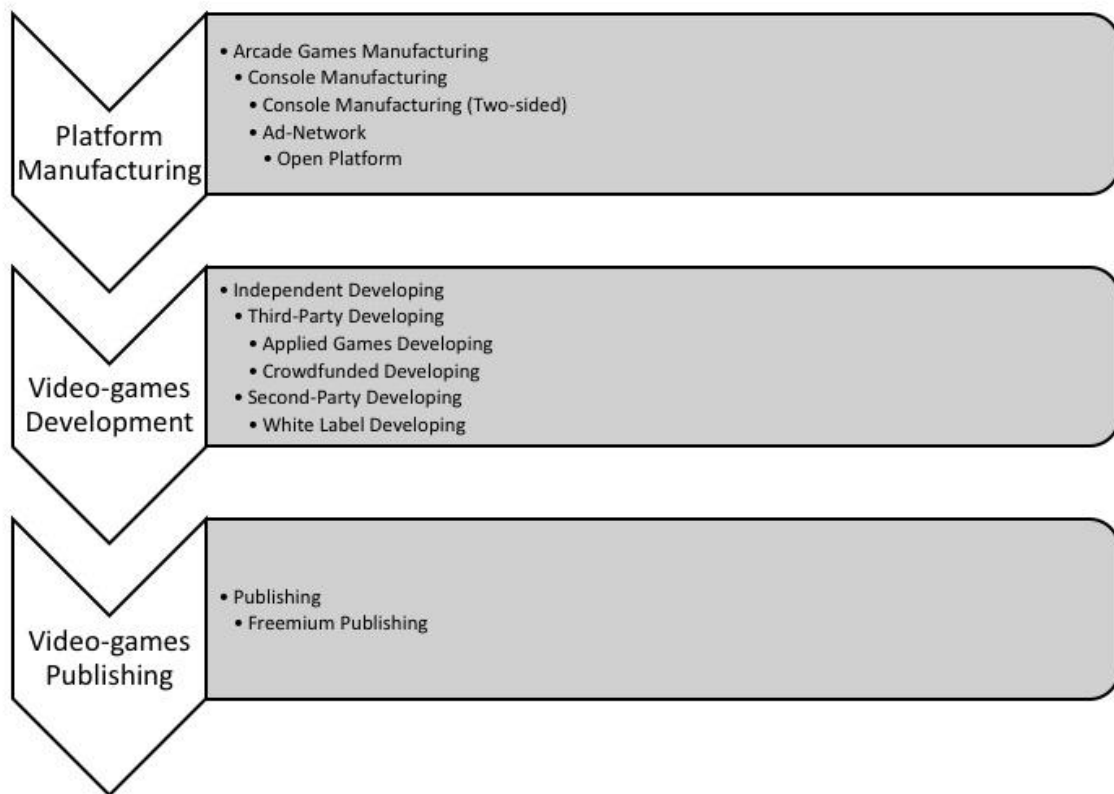 Platform
Manufacturing
• Arcade Games Manufacturing
• Console Manufacturing
• Console Manufacturing (Two-sided)
• Ad-Network
• Open Platform
Video-games
Development
• Independent Developing
• Third-Party Developing
• Applied Games Developing
• Crowdfunded Developing
• Second-Party Developing
• White Label Developing
Video-games
Publishing
• Publishing
• Freemium Publishing